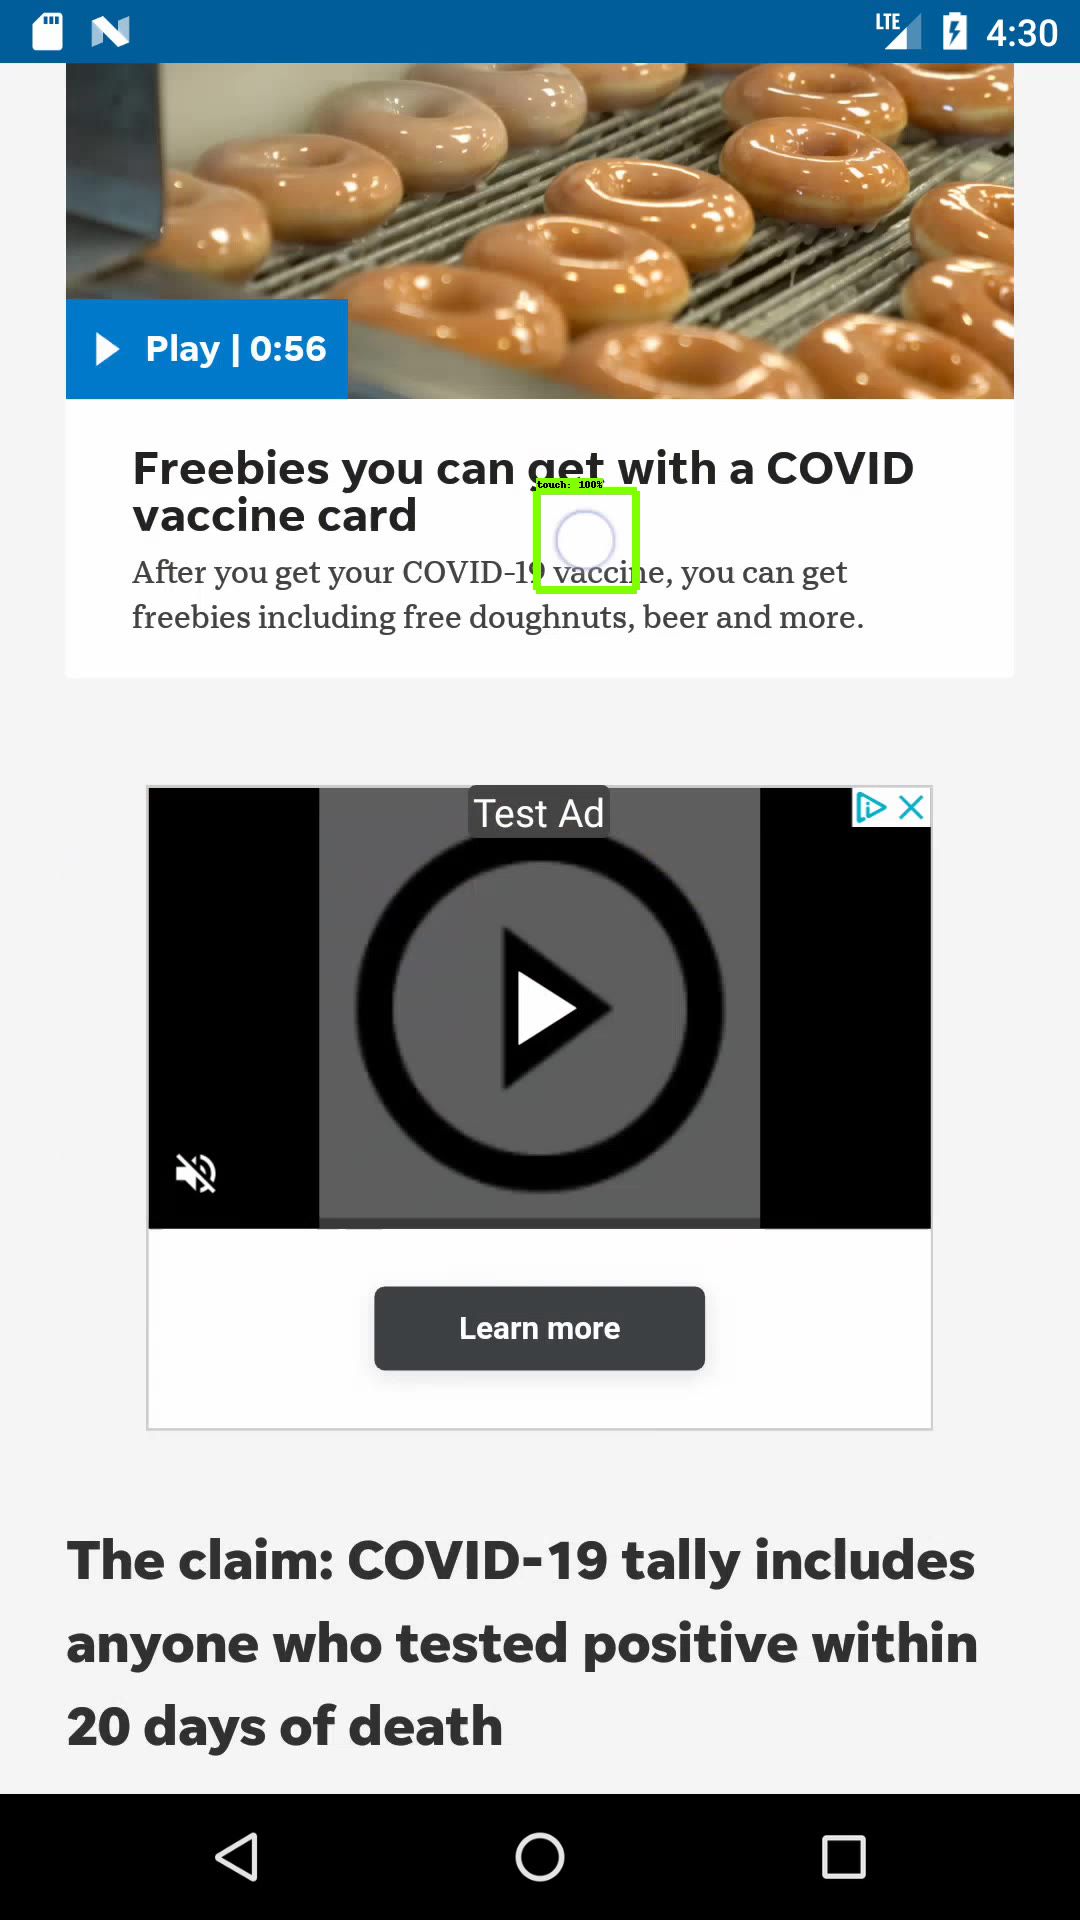 LTE 4:30
Play | 0:56
Freebies you can get with a COVID
vaccine card
touch: 100%
After you get your COVID-19 vaccine, you can get
freebies including free doughnuts, beer and more.
Test Ad
Learn more
The claim: COVID-19 tally includes
anyone who tested positive within
20 days of death